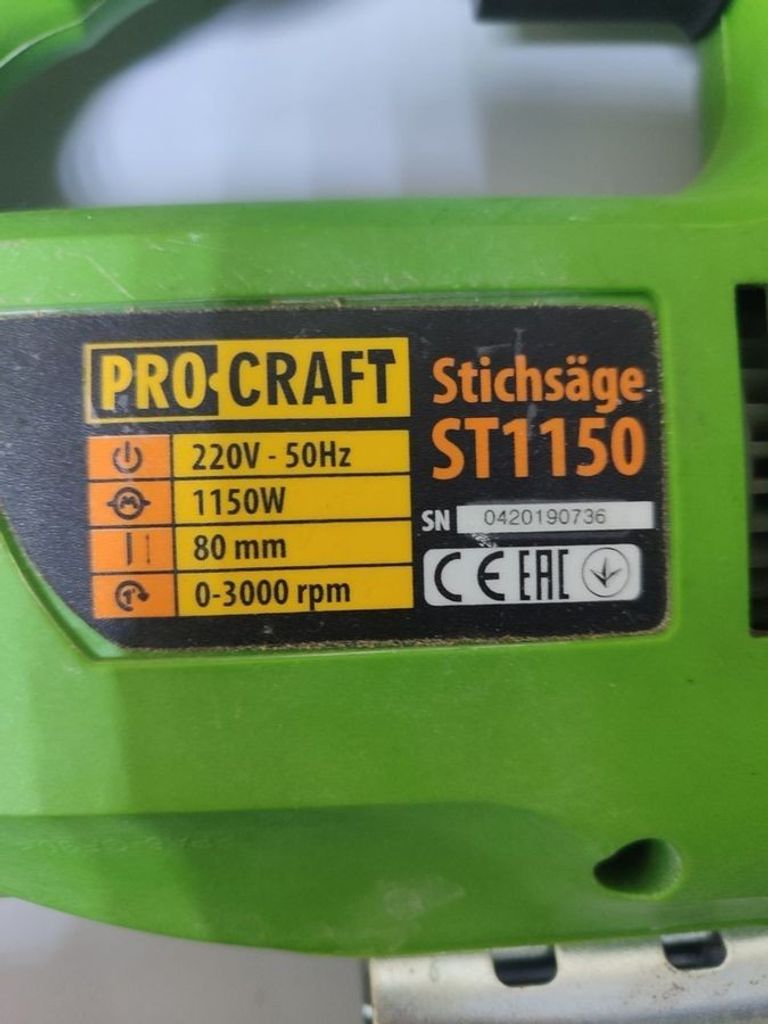 PRO CRAFT
Stichsäge
ST1150
220V - 50Hz
1150W
80 mm
0-3000 rpm
SN 0420190736
CE EAC